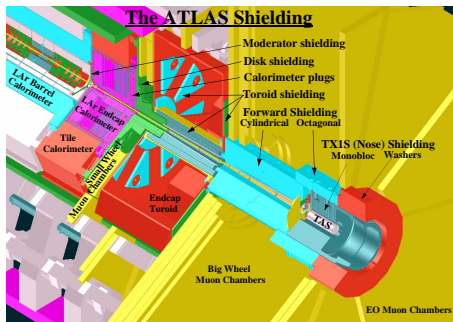 The ATLAS Shielding
Moderator shielding
Disk shielding
Calorimeter plugs
Toroid shielding
Forward Shielding
Cylindrical Octagonal
TX1S (Nose) Shielding
Monobloc Washers
LAr Barrel
Calorimeter
LAr Endcap
Calorimeter
Tile
Calorimeter
Small Wheel
Muon Chambers
Endcap
Toroid
TAS
Big Wheel
Muon Chambers
EO Muon Chambers